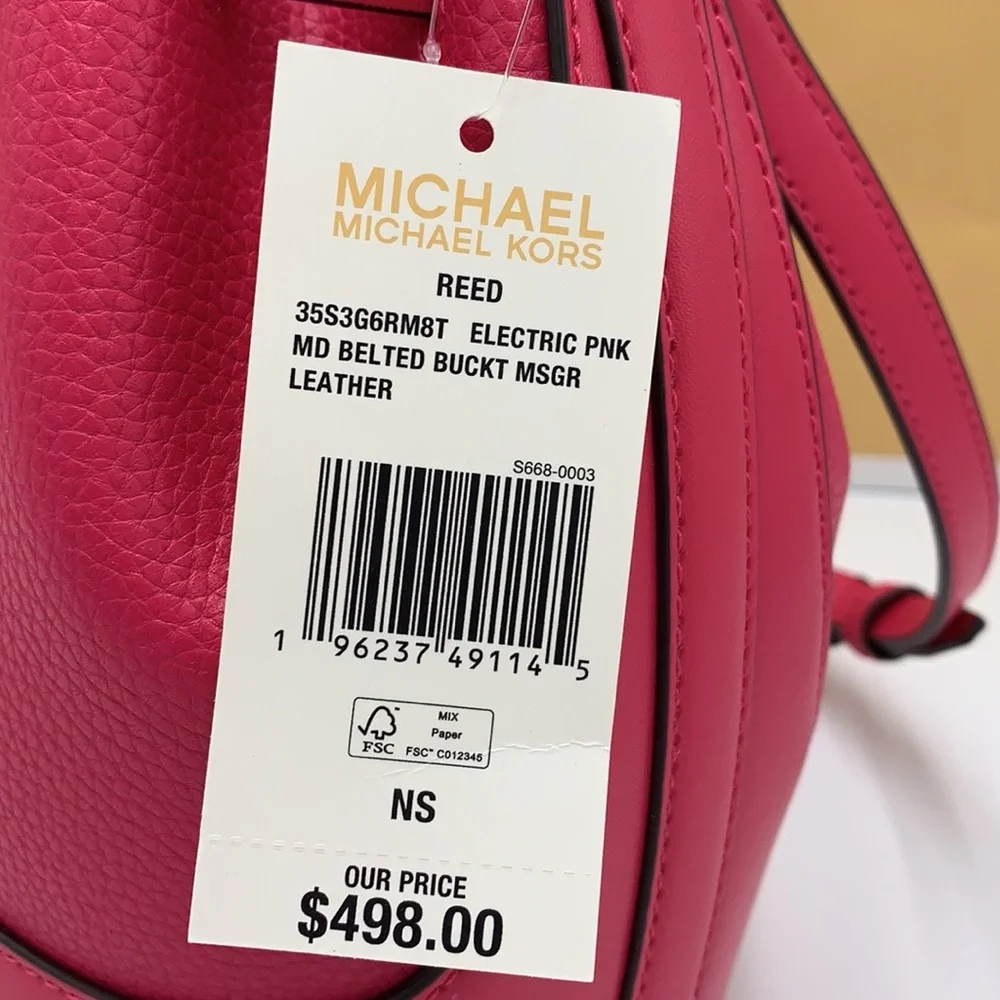 MICHAEL
MICHAEL KORS
REED
35S3G6RM8T ELECTRIC PNK
MD BELTED BUCKT MSGR
LEATHER
S668-0003
1 96237 49114 5
FSC
MIX
Paper
FSC™ C012345
NS
OUR PRICE
$498.00